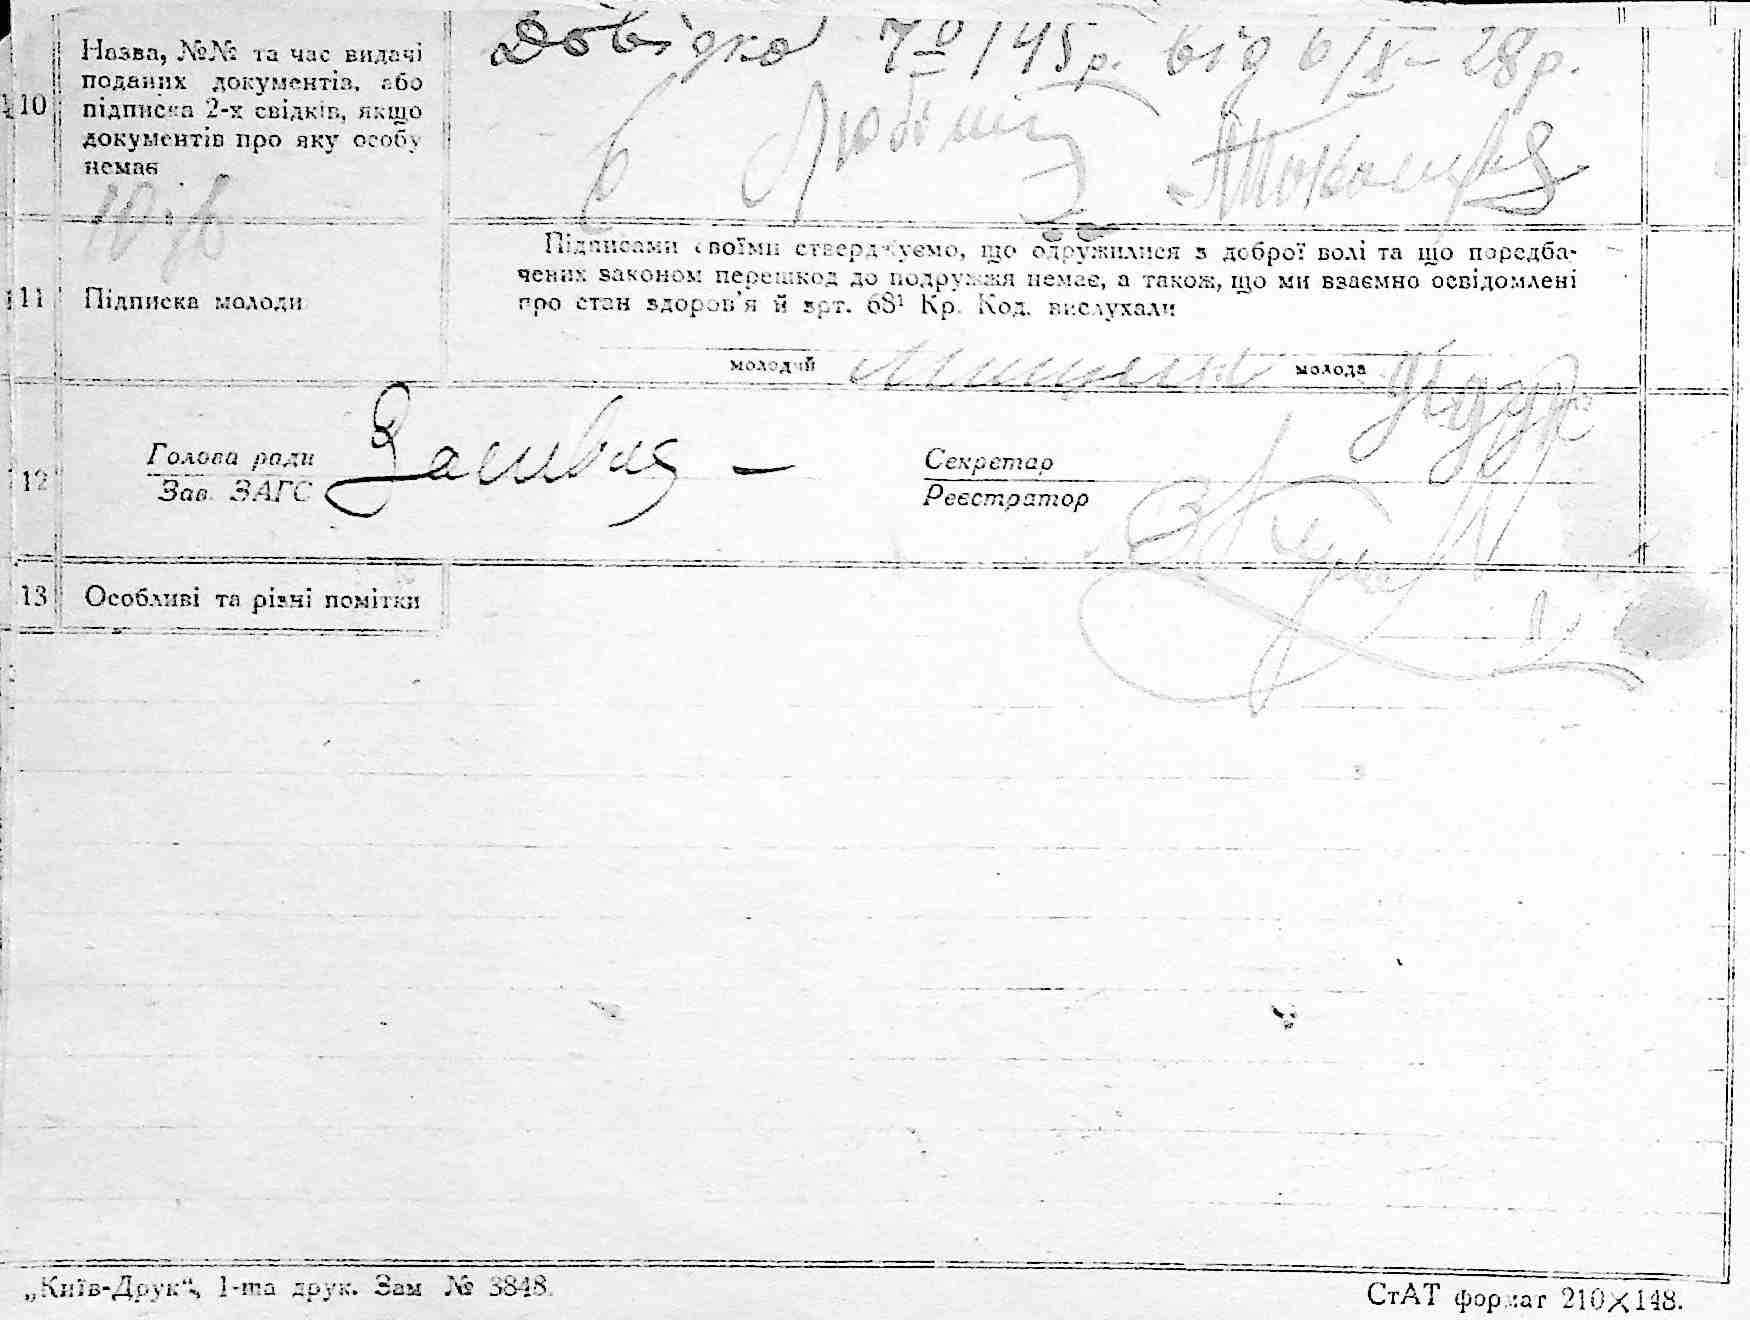 10
Назва, №№ та час видачі
поданих документів, або
підписка 2-х свідків, якщо
документів про яку особу
немає
Довідка 7-0/145р. від 6/X-28р.
11
Підписка молоди
Підписами своїми стверджуємо, що одружилися з доброї волі та що передба-
чених законом перешкод до подружжя немає, а також, що ми взаємно освідомлені
про стан здоров'я й арт. 68¹ Кр. Код. вислухали
молодий молода
12
Голова ради
Зав. ЗАГС
Секретар
Реєстратор
13
Особливі та різні помітки
„Київ-Друк“, 1-ша друк. Зам № 3848.
СтАТ формат 210×148.